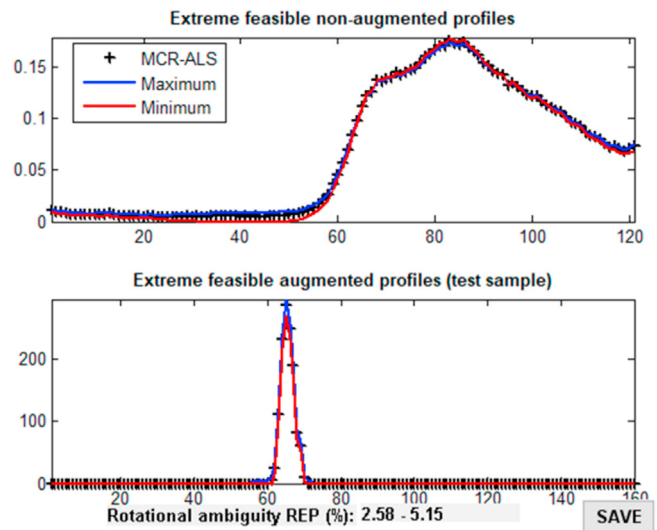 Extreme feasible non-augmented profiles
0.15
0.1
0.05
0
MCR-ALS
Maximum
Minimum
20 40 60 80 100 120
Extreme feasible augmented profiles (test sample)
200
100
0
20 40 60 80 100 120 140 160
Rotational ambiguity REP (%): 2.58 - 5.15
SAVE